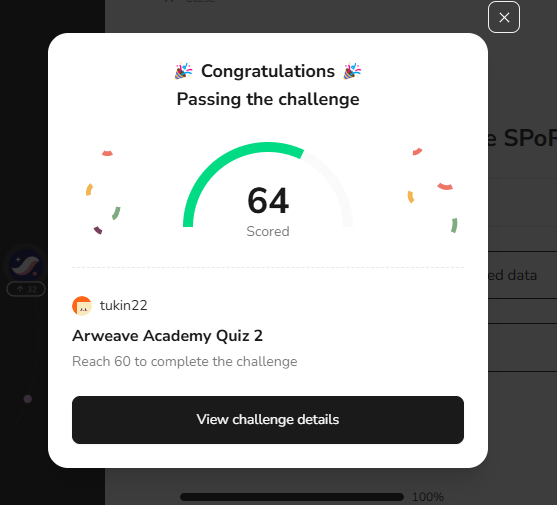 Congratulations
Passing the challenge
e SPoR
64
Scored
ed data
32
tukin22
Arweave Academy Quiz 2
Reach 60 to complete the challenge
View challenge details
100%